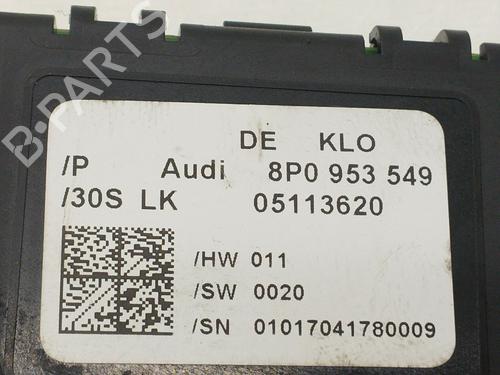 B-PARTS
DE KLO
/P Audi 8P0 953 549
/30S LK 05113620
/HW 011
/SW 0020
/SN 01017041780009